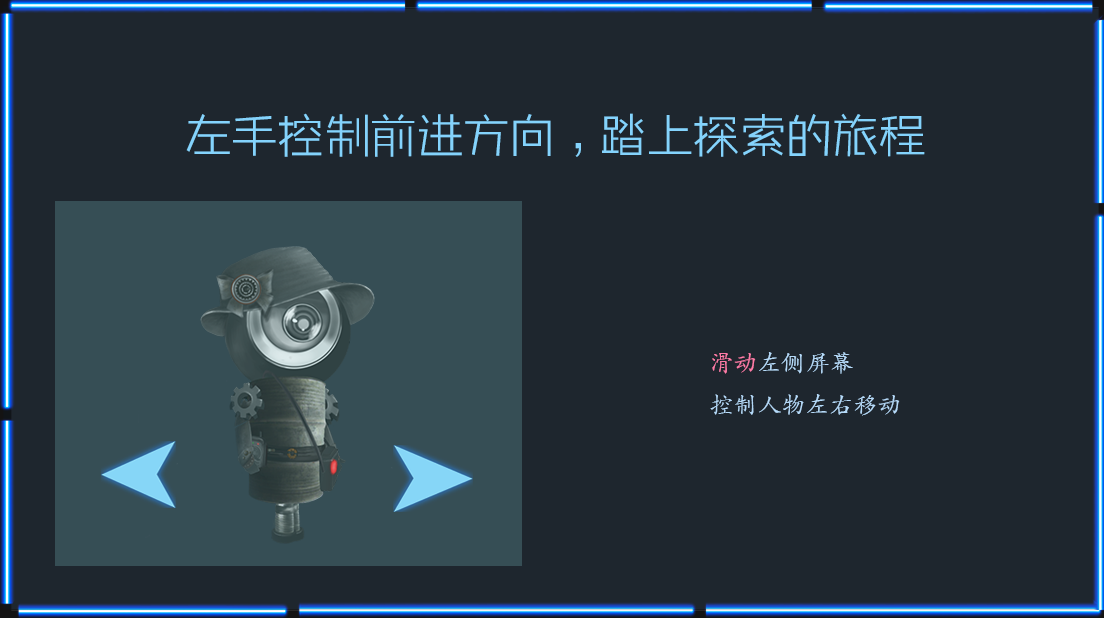 左手控制前进方向，踏上探索的旅程
滑动左侧屏幕
控制人物左右移动